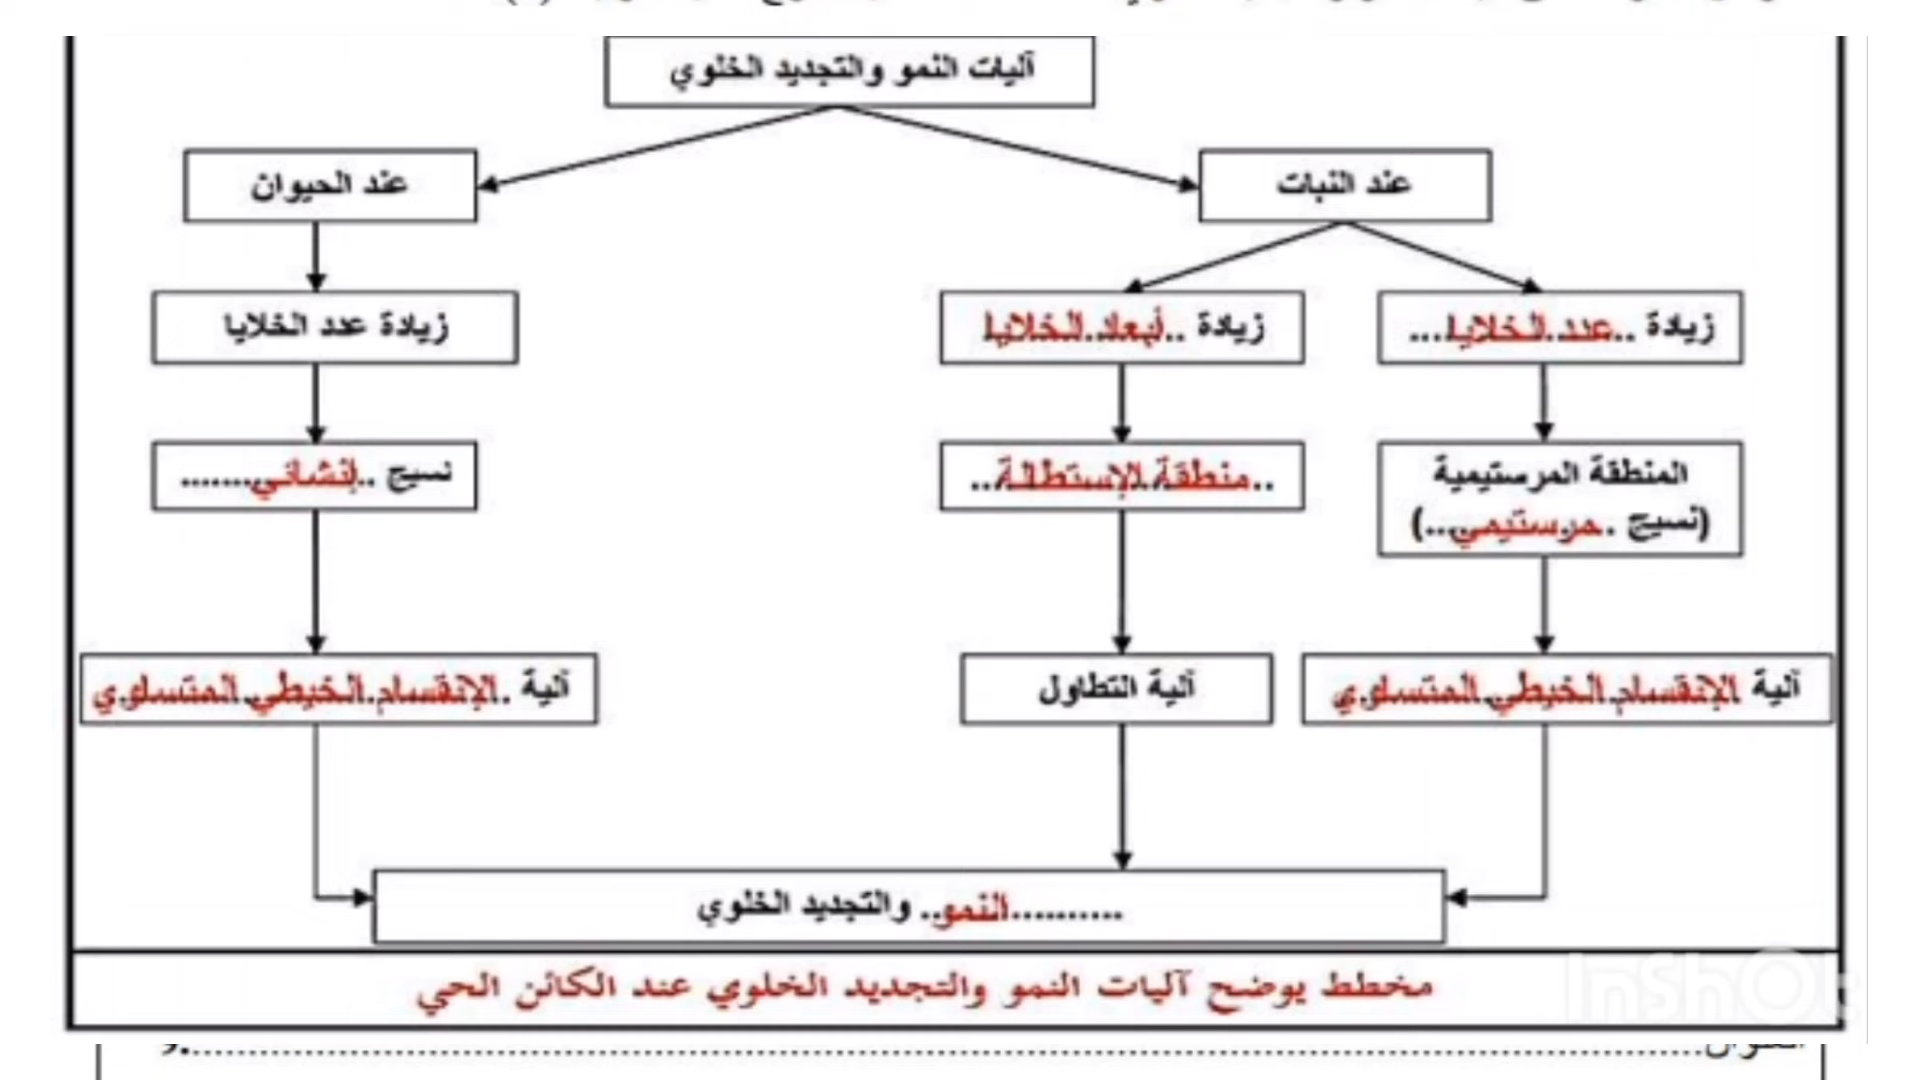 آليات النمو والتجديد الخلوي
عند النبات
عند الحيوان
زيادة ..عدد الخلايا...
زيادة ..أبعاد الخلايا
زيادة عدد الخلايا
المنطقة المرستيمية
(نسيج .مرستيمي...)
..منطقة الإستطالة..
نسيج ..إنشائي.......
آلية الإنقسام الخيطي المتساوي
آلية التطاول
آلية .الإنقسام الخيطي المتساوي
..........النمو.. والتجديد الخلوي
مخطط يوضح آليات النمو والتجديد الخلوي عند الكائن الحي
InShOt